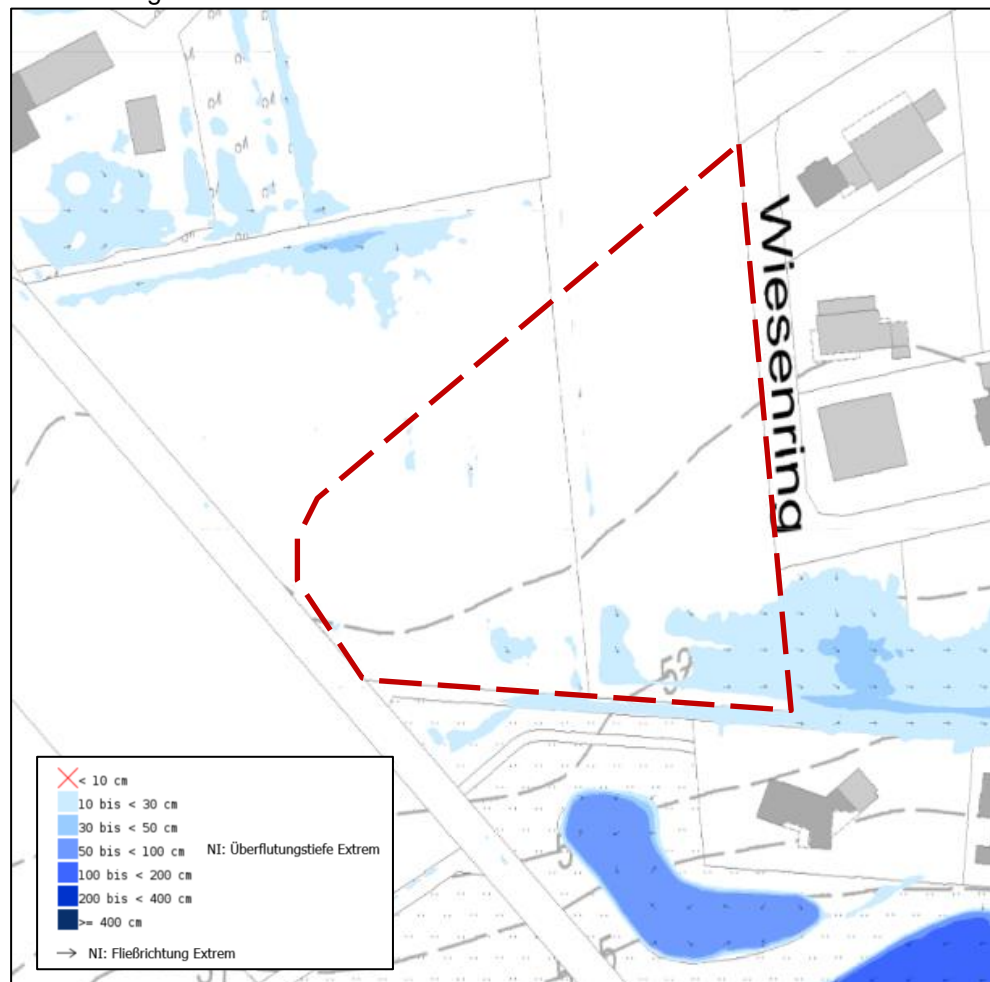 Wiesenring
< 10 cm
10 bis < 30 cm
30 bis < 50 cm
50 bis < 100 cm
NI: Überflutungstiefe Extrem
100 bis < 200 cm
200 bis < 400 cm
>= 400 cm
NI: Fließrichtung Extrem